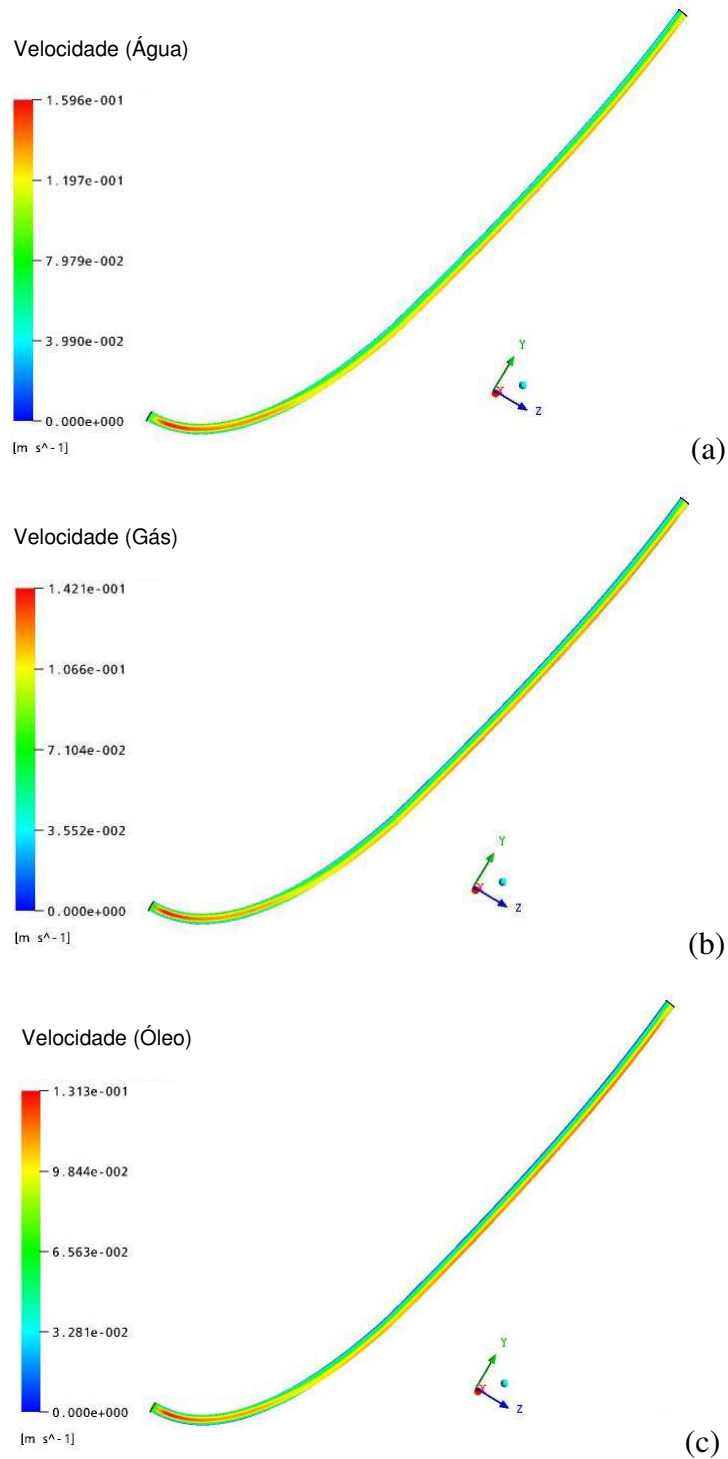 Velocidade (Água)
1.596e-001
1.197e-001
7.979e-002
3.990e-002
0.000e+000
[m s^-1]
Y
X
Z
(a)
Velocidade (Gás)
1.421e-001
1.066e-001
7.104e-002
3.552e-002
0.000e+000
[m s^-1]
Y
X
Z
(b)
Velocidade (Óleo)
1.313e-001
9.844e-002
6.563e-002
3.281e-002
0.000e+000
[m s^-1]
Y
X
Z
(c)